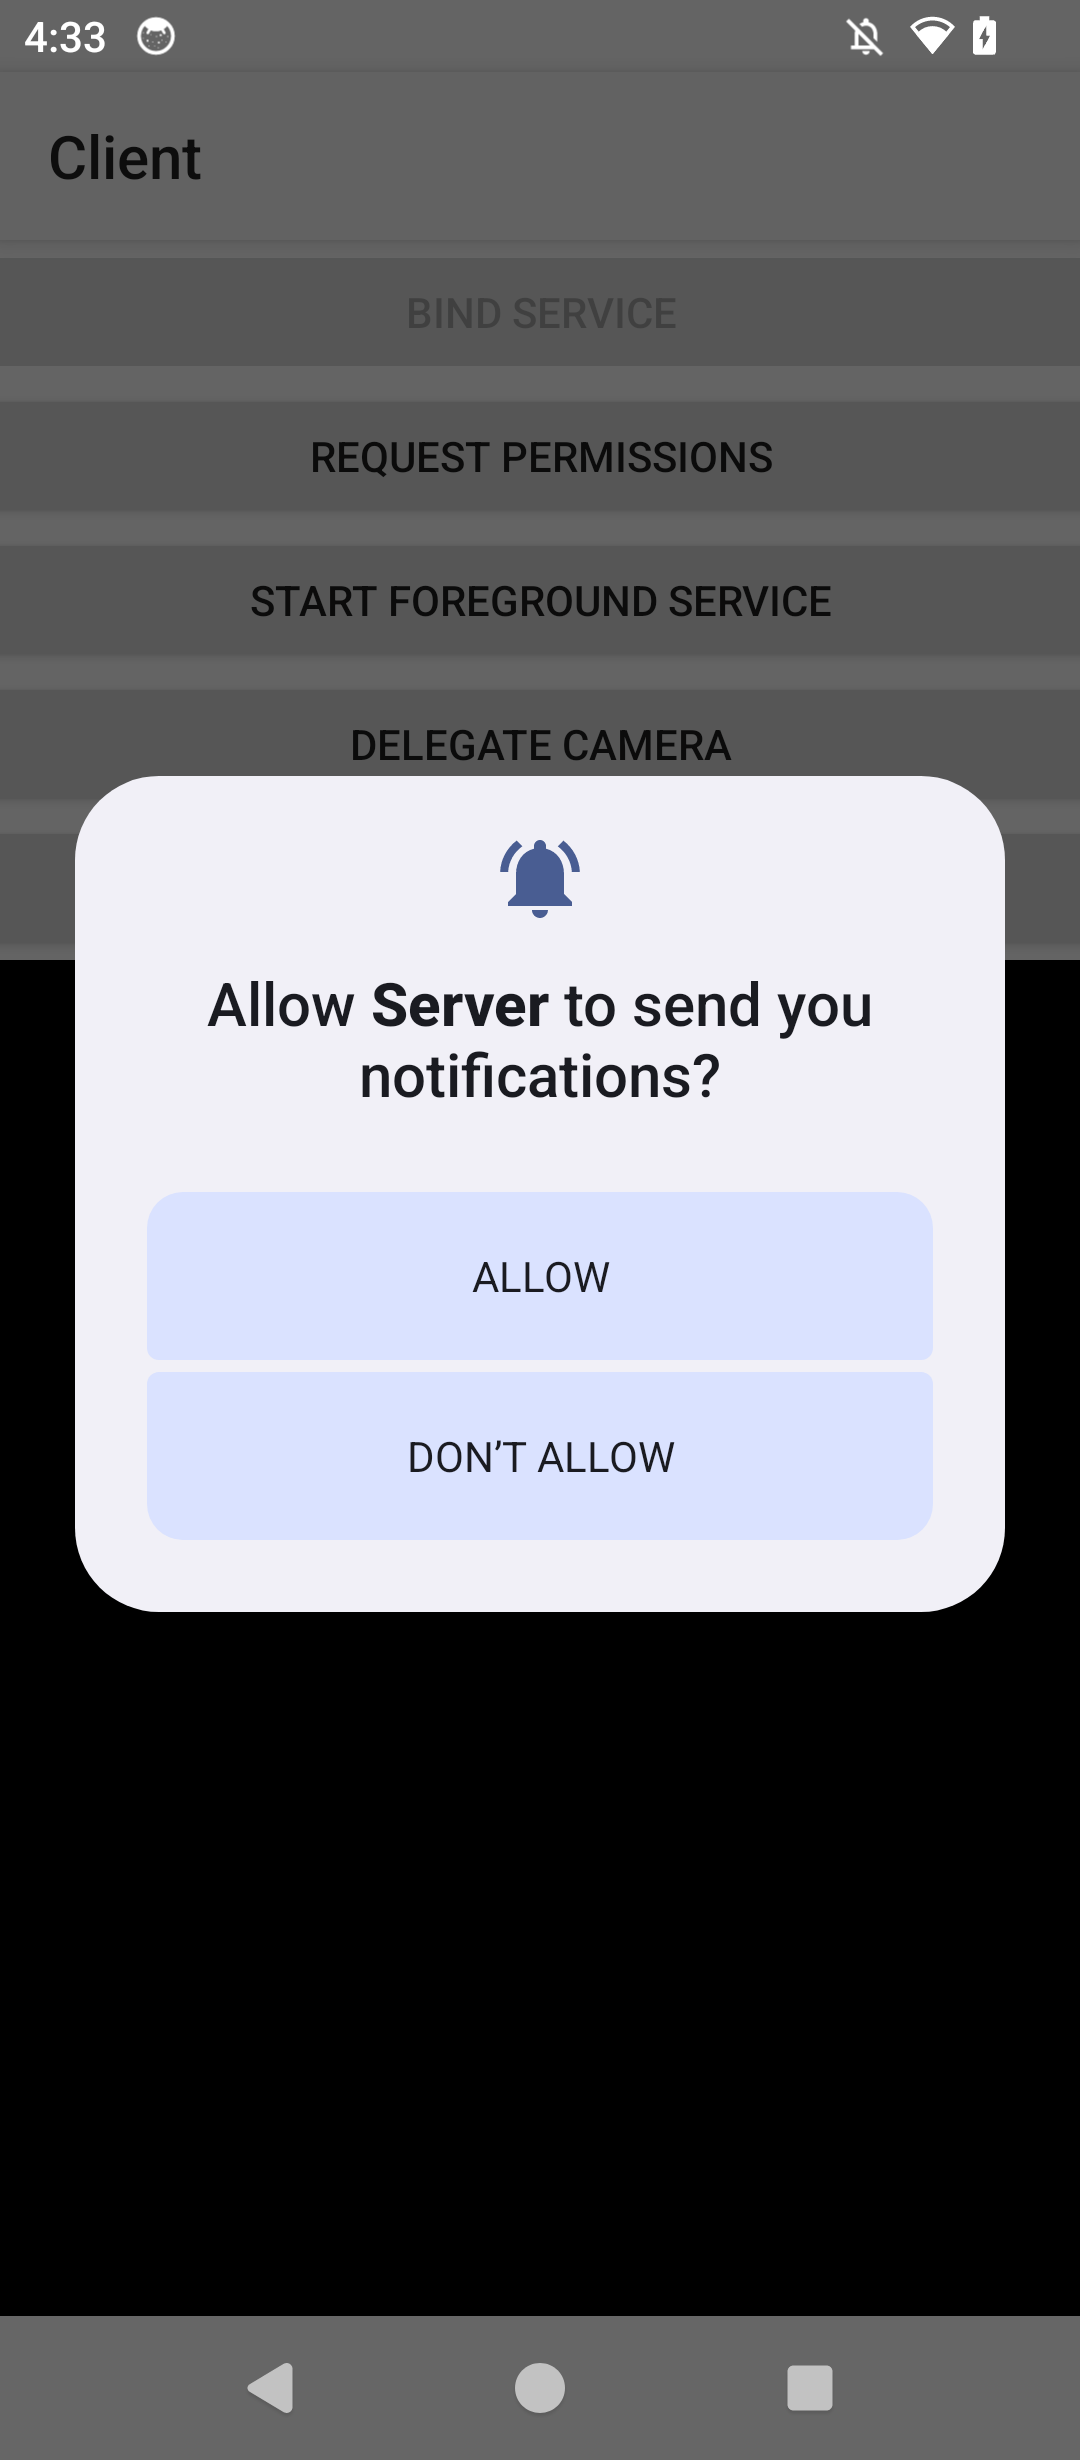 4:33
Client
BIND SERVICE
REQUEST PERMISSIONS
START FOREGROUND SERVICE
DELEGATE CAMERA
Allow Server to send you
notifications?
ALLOW
DON’T ALLOW